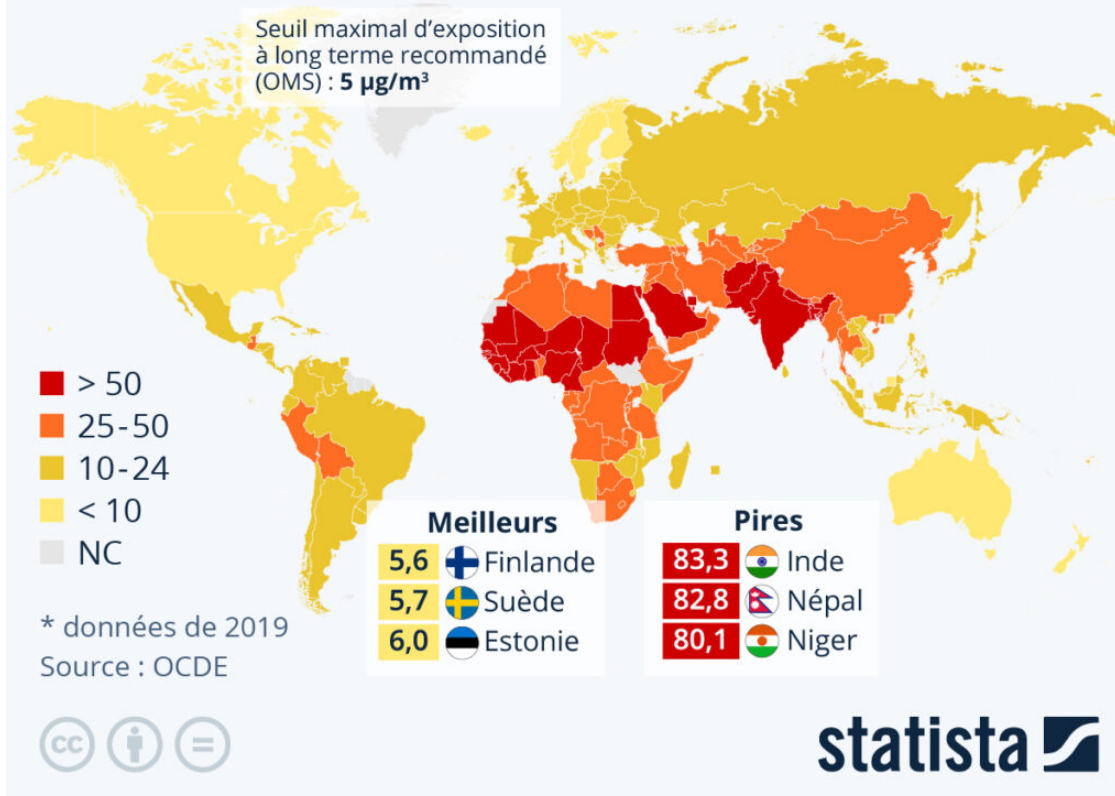 Seuil maximal d'exposition
à long terme recommandé
(OMS) : 5 µg/m³
> 50
25-50
10-24
< 10
NC
* données de 2019
Source : OCDE
Meilleurs
5,6 Finlande
5,7 Suède
6,0 Estonie
Pires
83,3 Inde
82,8 Népal
80,1 Niger
cc
statista